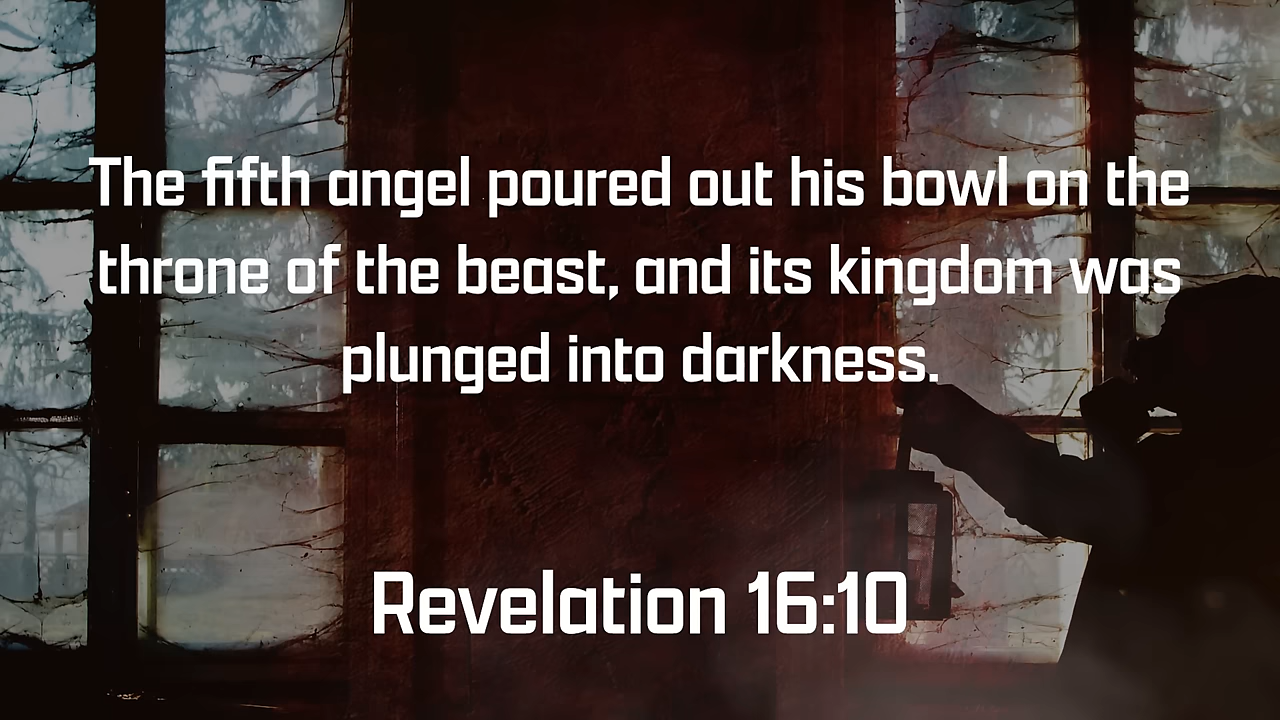 The fifth angel poured out his bowl on the
throne of the beast, and its kingdom was
plunged into darkness.
Revelation 16:10